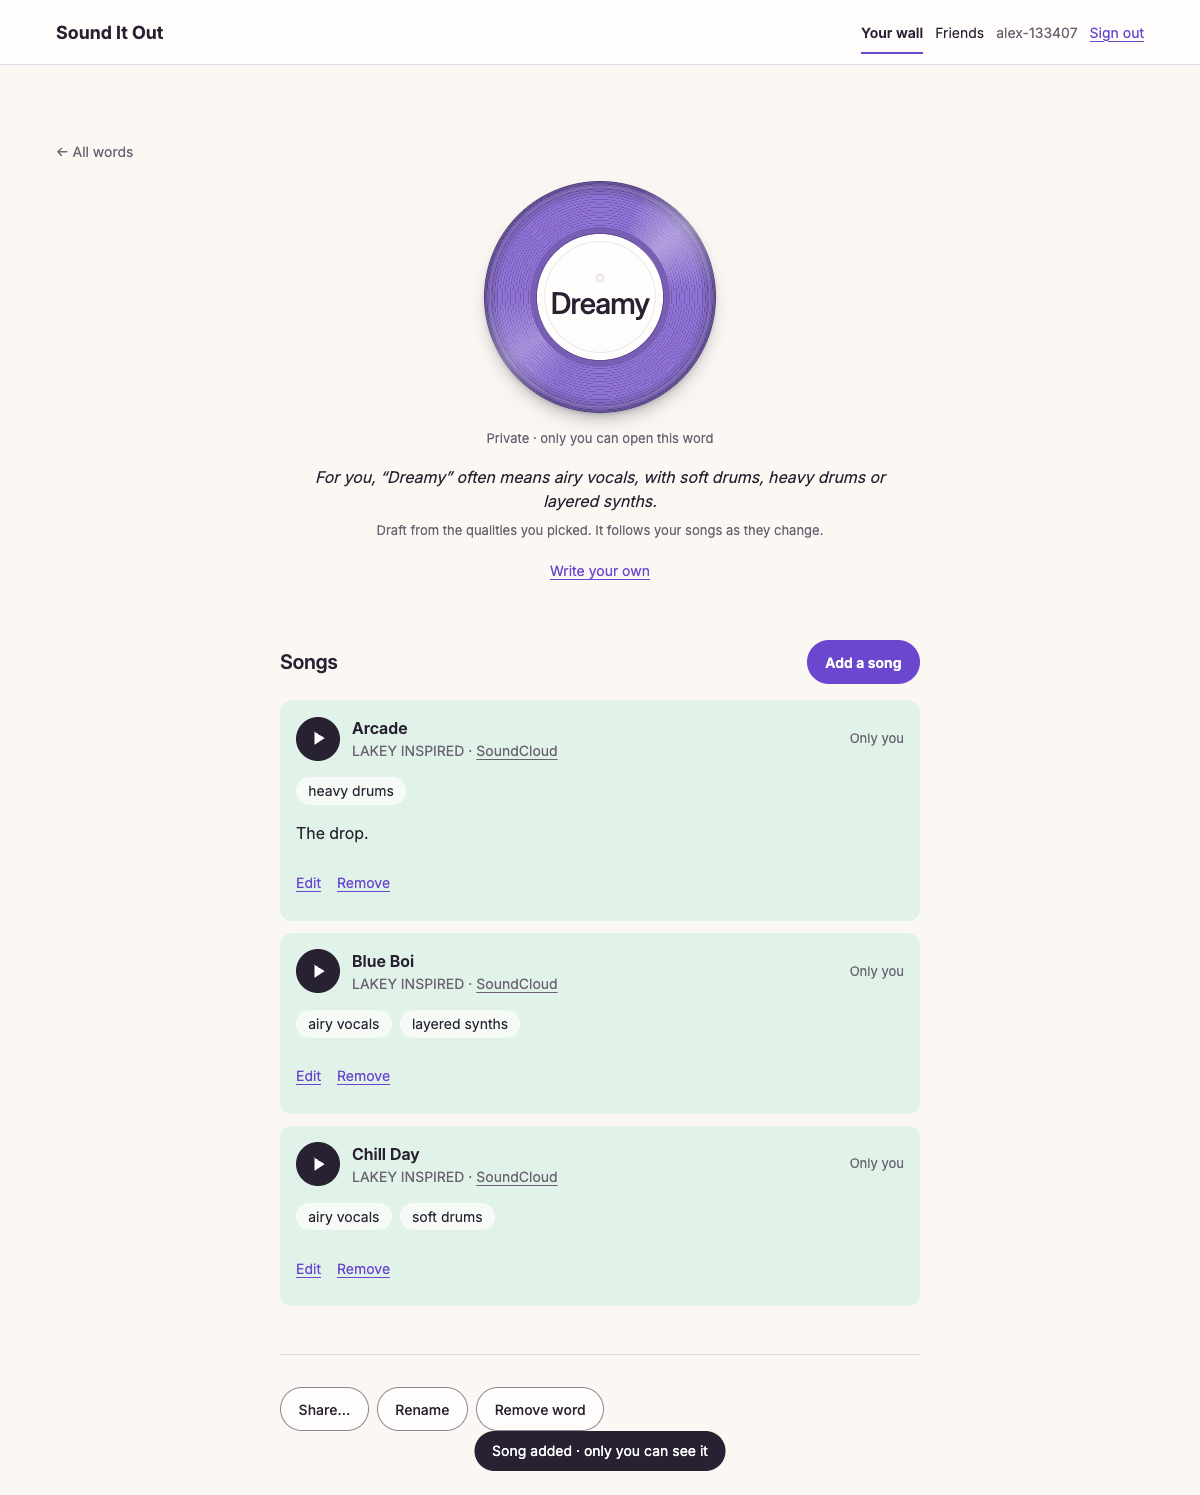 Sound It Out
Your wall Friends alex-133407 Sign out
← All words
Dreamy
Private · only you can open this word
For you, “Dreamy” often means airy vocals, with soft drums, heavy drums or
layered synths.
Draft from the qualities you picked. It follows your songs as they change.
Write your own
Songs
Add a song
Arcade
LAKEY INSPIRED · SoundCloud
Only you
heavy drums
The drop.
Edit Remove
Blue Boi
LAKEY INSPIRED · SoundCloud
Only you
airy vocals layered synths
Edit Remove
Chill Day
LAKEY INSPIRED · SoundCloud
Only you
airy vocals soft drums
Edit Remove
Share... Rename Remove word
Song added · only you can see it